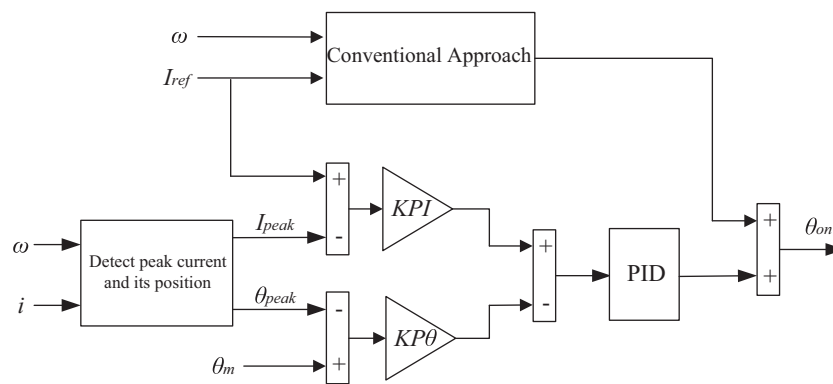 ω
Conventional Approach
Iref
+
KPI
-
Ipeak
ω
Detect peak current
and its position
i
θpeak
-
KPθ
+
θm
+
-
PID
+
+
θon